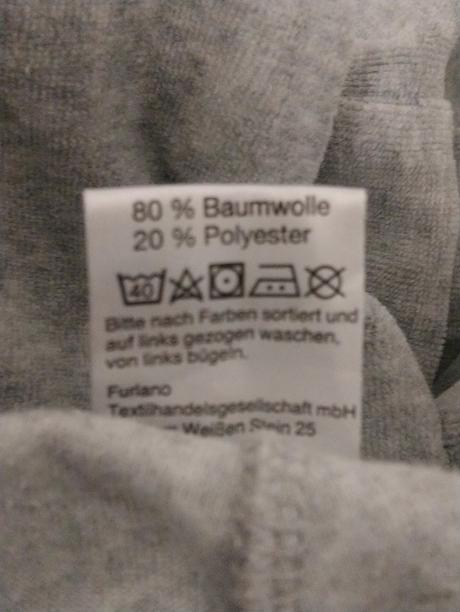 80 % Baumwolle
20 % Polyester
40
Bitte nach Farben sortiert und
auf links gezogen waschen,
von links bügeln.
Furlano
Textilhandelsgesellschaft mbH
Weißen Stein 25